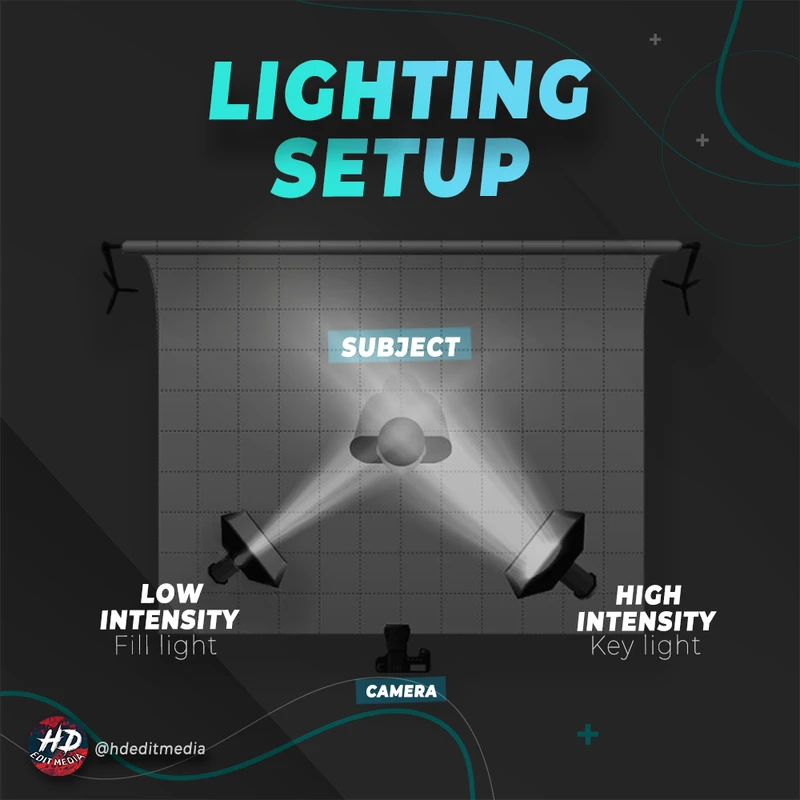 LIGHTING
SETUP
SUBJECT
LOW
INTENSITY
Fill light
HIGH
INTENSITY
Key light
CAMERA
HD
EDIT MEDIA
@hdeditmedia